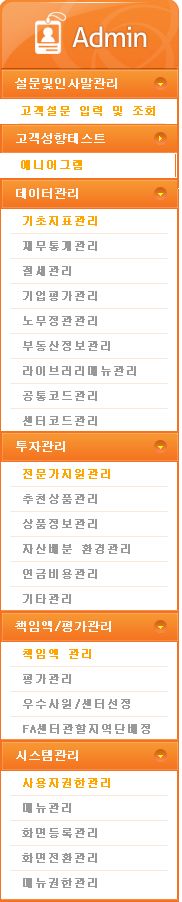 Admin
설문및인사말관리
고객설문 입력 및 조회
고객성향테스트
에니어그램
데이터관리
기초지표관리
재무통계관리
결제관리
기업평가관리
노무정관관리
부동산정보관리
라이브러리메뉴관리
공통코드관리
센터코드관리
투자관리
전문가지원관리
추천상품관리
상품정보관리
자산배분 환경관리
연금비용관리
기타관리
책임액/평가관리
책임액 관리
평가관리
우수사원/센터선정
FA센터관할지역단배정
시스템관리
사용자권한관리
메뉴관리
화면등록관리
화면전환관리
메뉴권한관리